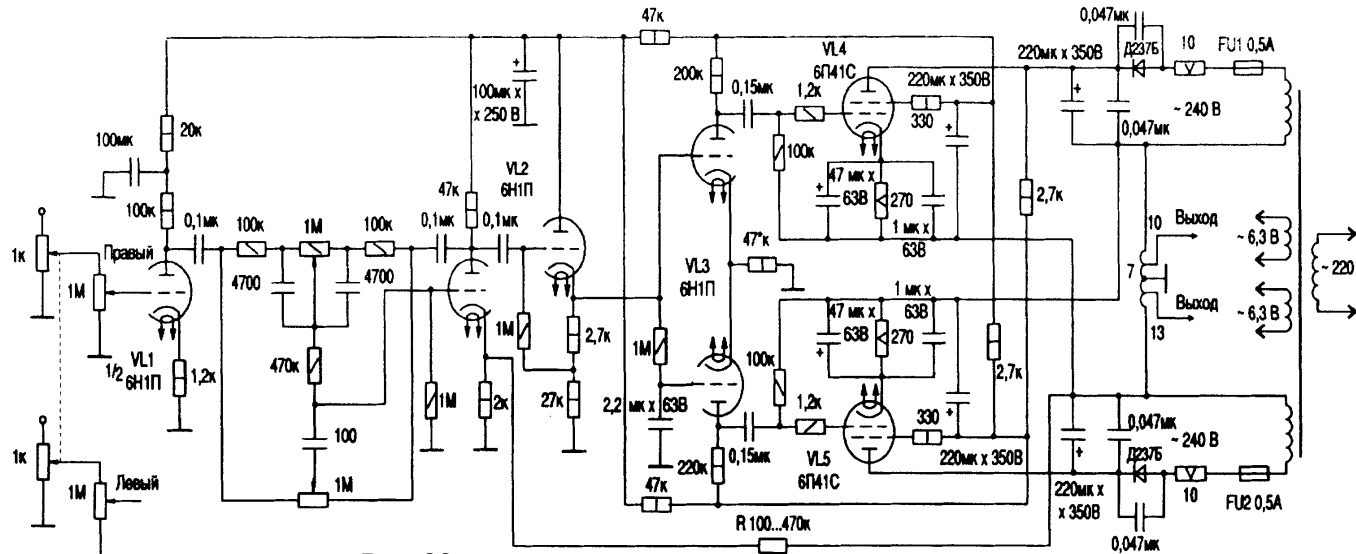 47к
0,047мк
VL4
6П41С
Д237Б
10
FU1 0,5А
220мк х 350В
220мк х 350В
200к
+
100мк х
х 250 В
0,15мк
1,2к
330
~ 240 В
0,047мк
100мк
20к
VL2
6Н1П
47к
100к
100к
0,1мк
100к
1М
100к
0,1мк
0,1мк
47 мк х
63В
270
1 мк х
63В
2,7к
1к
Правый
1М
4700
4700
47*к
VL3
6Н1П
10
Выход
7
~ 6,3 В
~ 220
Выход
13
~ 6,3 В
VL1
1/2 6Н1П
1,2к
470к
1М
1М
2к
2,7к
27к
1М
2,2 мк х 63В
100к
1 мк х
63В
47 мк х
63В
270
2,7к
1к
1М
Левый
100
1М
1,2к
330
0,15мк
220к
47к
VL5
6П41С
220мк х 350В
0,047мк
~ 240 В
Д237Б
10
FU2 0,5А
220мк х
х 350В
0,047мк
R 100...470к